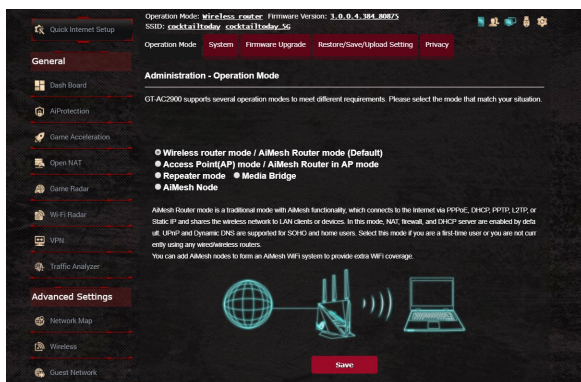 Operation Mode: Wireless router Firmware Version: 3.0.0.4.384_80875
SSID: cocktailtoday cocktailtoday_5G
Quick Internet Setup
General
Dash Board
AiProtection
Game Acceleration
Open NAT
Game Radar
Wi-Fi Radar
VPN
Traffic Analyzer
Advanced Settings
Network Map
Wireless
Guest Network
Operation Mode System Firmware Upgrade Restore/Save/Upload Setting Privacy
Administration - Operation Mode
GT-AC2900 supports several operation modes to meet different requirements. Please select the mode that match your situation.
Wireless router mode / AiMesh Router mode (Default)
Access Point(AP) mode / AiMesh Router in AP mode
Repeater mode Media Bridge
AiMesh Node
AiMesh Router mode is a traditional mode with AiMesh functionality, which connects to the Internet via PPPoE, DHCP, PPTP, L2TP, or
Static IP and shares the wireless network to LAN clients or devices. In this mode, NAT, firewall, and DHCP server are enabled by defa
ult. UPnP and Dynamic DNS are supported for SOHO and home users. Select this mode if you are a first-time user or you are not curr
ently using any wired/wireless routers.
You can add AiMesh nodes to form an AiMesh WiFi system to provide extra WiFi coverage.
Save